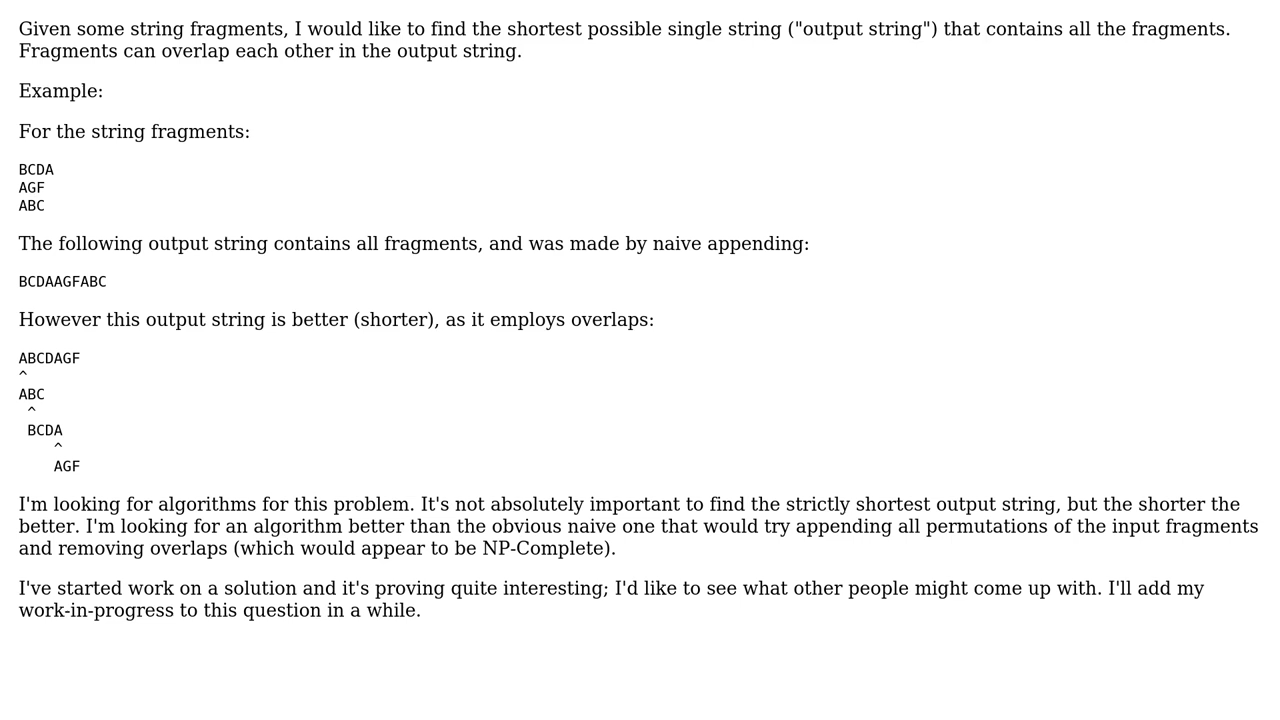 Given some string fragments, I would like to find the shortest possible single string ("output string") that contains all the fragments.
Fragments can overlap each other in the output string.
Example:
For the string fragments:
BCDA
AGF
ABC
The following output string contains all fragments, and was made by naive appending:
BCDAAGFABC
However this output string is better (shorter), as it employs overlaps:
ABCDAGF
^
ABC
 ^
 BCDA
    ^
    AGF
I'm looking for algorithms for this problem. It's not absolutely important to find the strictly shortest output string, but the shorter the
better. I'm looking for an algorithm better than the obvious naive one that would try appending all permutations of the input fragments
and removing overlaps (which would appear to be NP-Complete).
I've started work on a solution and it's proving quite interesting; I'd like to see what other people might come up with. I'll add my
work-in-progress to this question in a while.